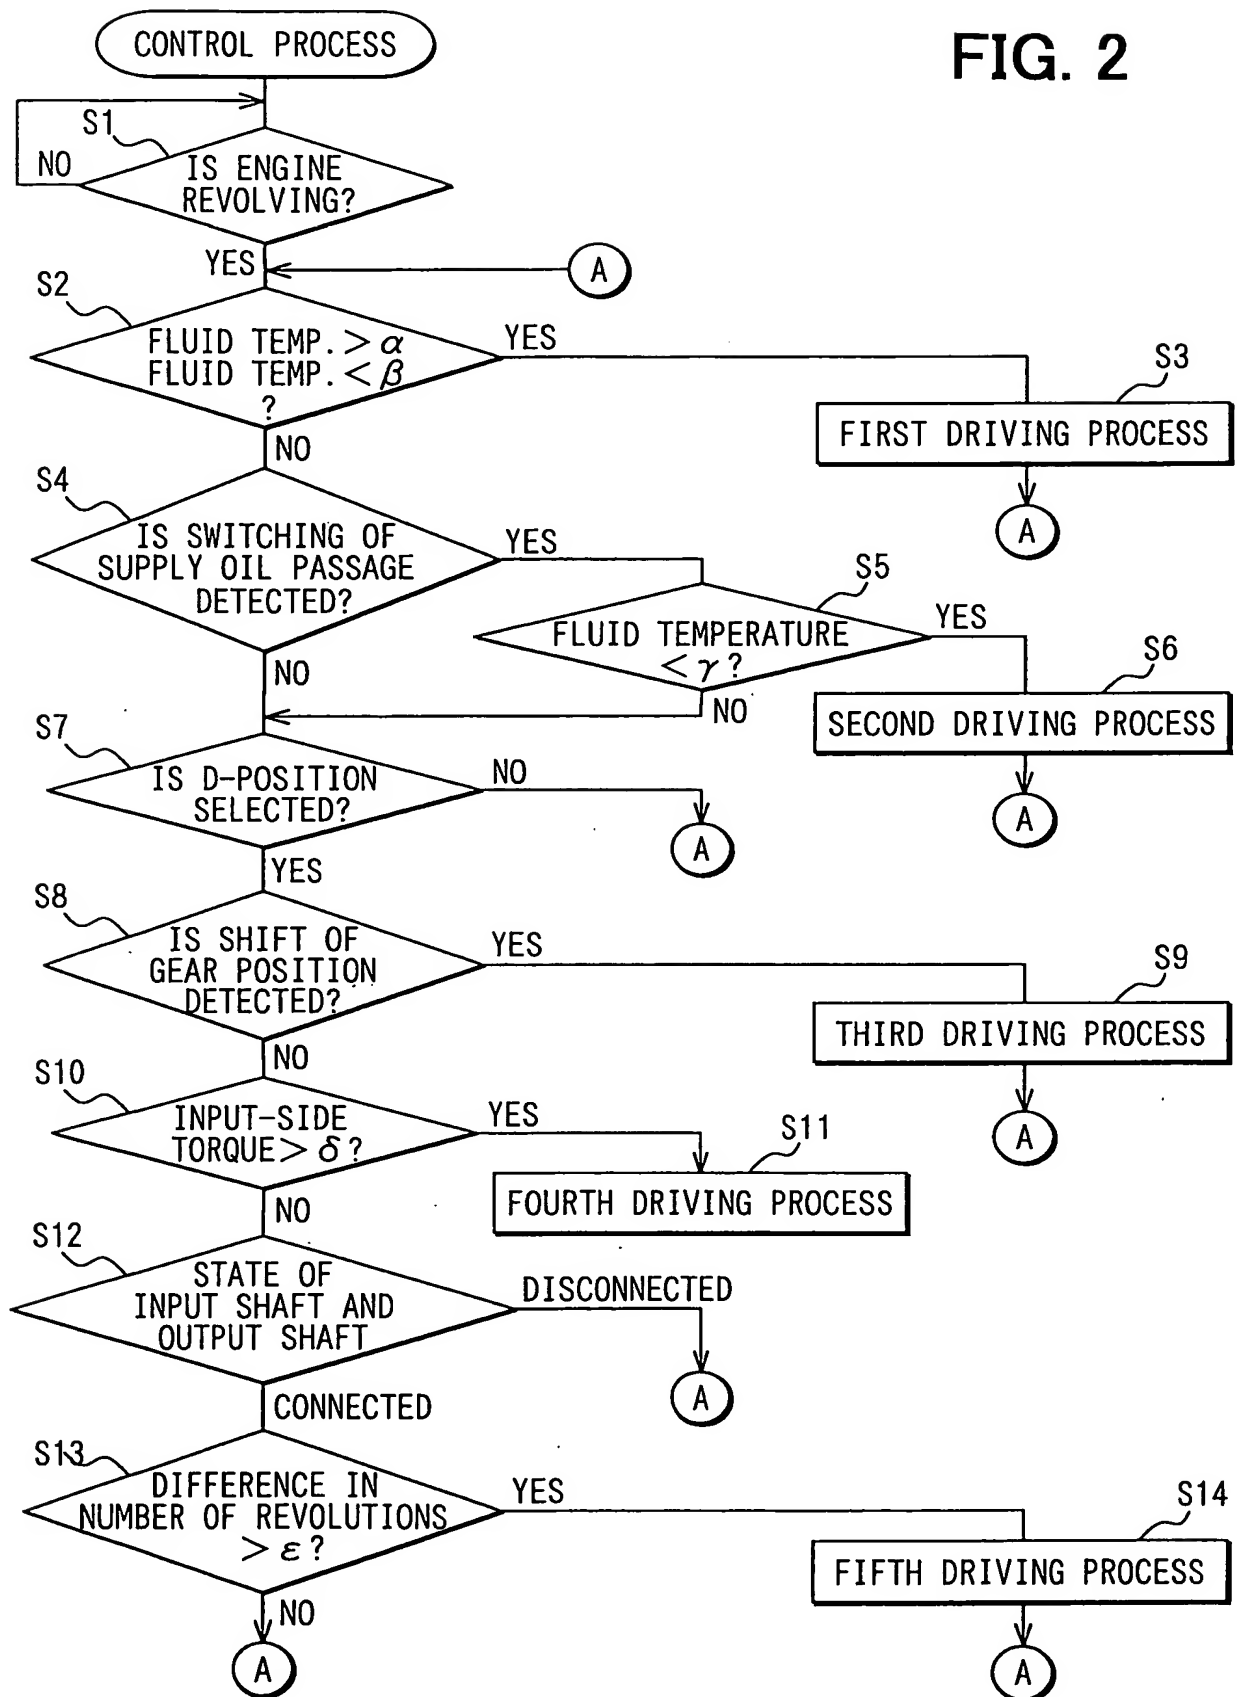 CONTROL PROCESS
FIG. 2
S1
NO
IS ENGINE
REVOLVING?
YES
A
S2
FLUID TEMP. > α
FLUID TEMP. < β
?
YES
S3
FIRST DRIVING PROCESS
A
NO
S4
IS SWITCHING OF
SUPPLY OIL PASSAGE
DETECTED?
YES
S5
FLUID TEMPERATURE
< γ ?
YES
S6
SECOND DRIVING PROCESS
A
NO
NO
S7
IS D-POSITION
SELECTED?
NO
A
YES
S8
IS SHIFT OF
GEAR POSITION
DETECTED?
YES
S9
THIRD DRIVING PROCESS
A
NO
S10
INPUT-SIDE
TORQUE > δ ?
YES
S11
FOURTH DRIVING PROCESS
NO
S12
STATE OF
INPUT SHAFT AND
OUTPUT SHAFT
DISCONNECTED
A
CONNECTED
S13
DIFFERENCE IN
NUMBER OF REVOLUTIONS
> ε ?
YES
S14
FIFTH DRIVING PROCESS
A
NO
A